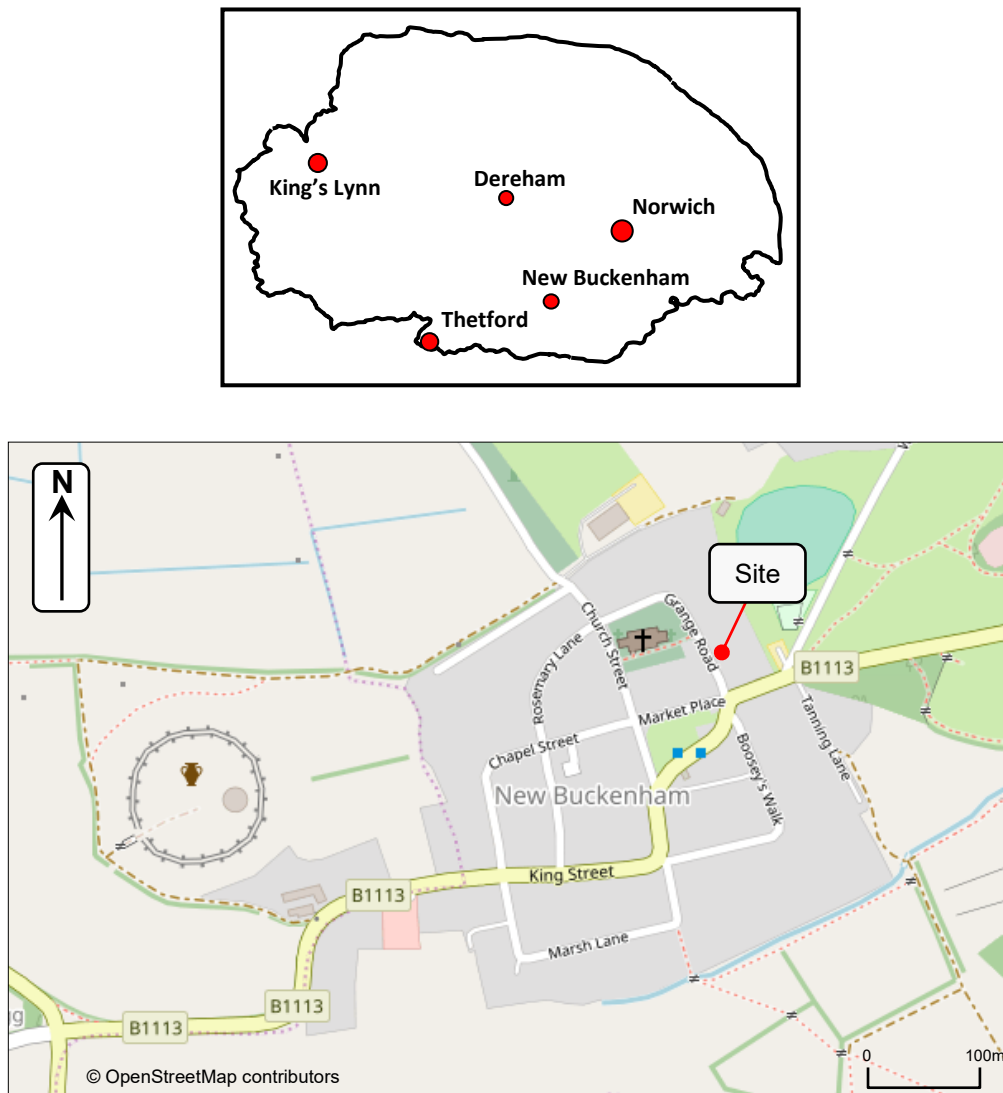 King's Lynn
Dereham
Norwich
New Buckenham
Thetford
N
Site
Grange Road
Church Street
Rosemary Lane
B1113
Market Place
Tanning Lane
Chapel Street
Boosey's Walk
New Buckenham
King Street
B1113
Marsh Lane
B1113
B1113
gg
© OpenStreetMap contributors
0
100m